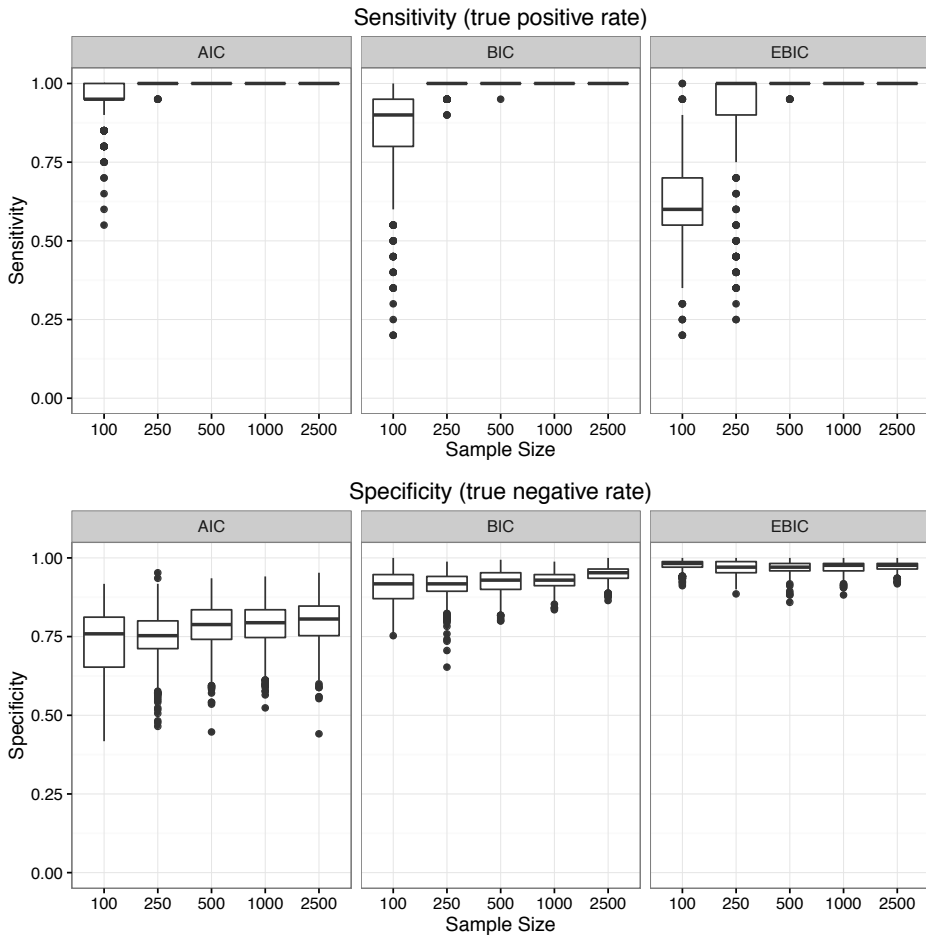 Sensitivity (true positive rate)
AIC
BIC
EBIC
1.00
0.75
0.50
0.25
0.00
Sensitivity
100 250 500 1000 2500
100 250 500 1000 2500
100 250 500 1000 2500
Sample Size
Specificity (true negative rate)
AIC
BIC
EBIC
1.00
0.75
0.50
0.25
0.00
Specificity
100 250 500 1000 2500
100 250 500 1000 2500
100 250 500 1000 2500
Sample Size